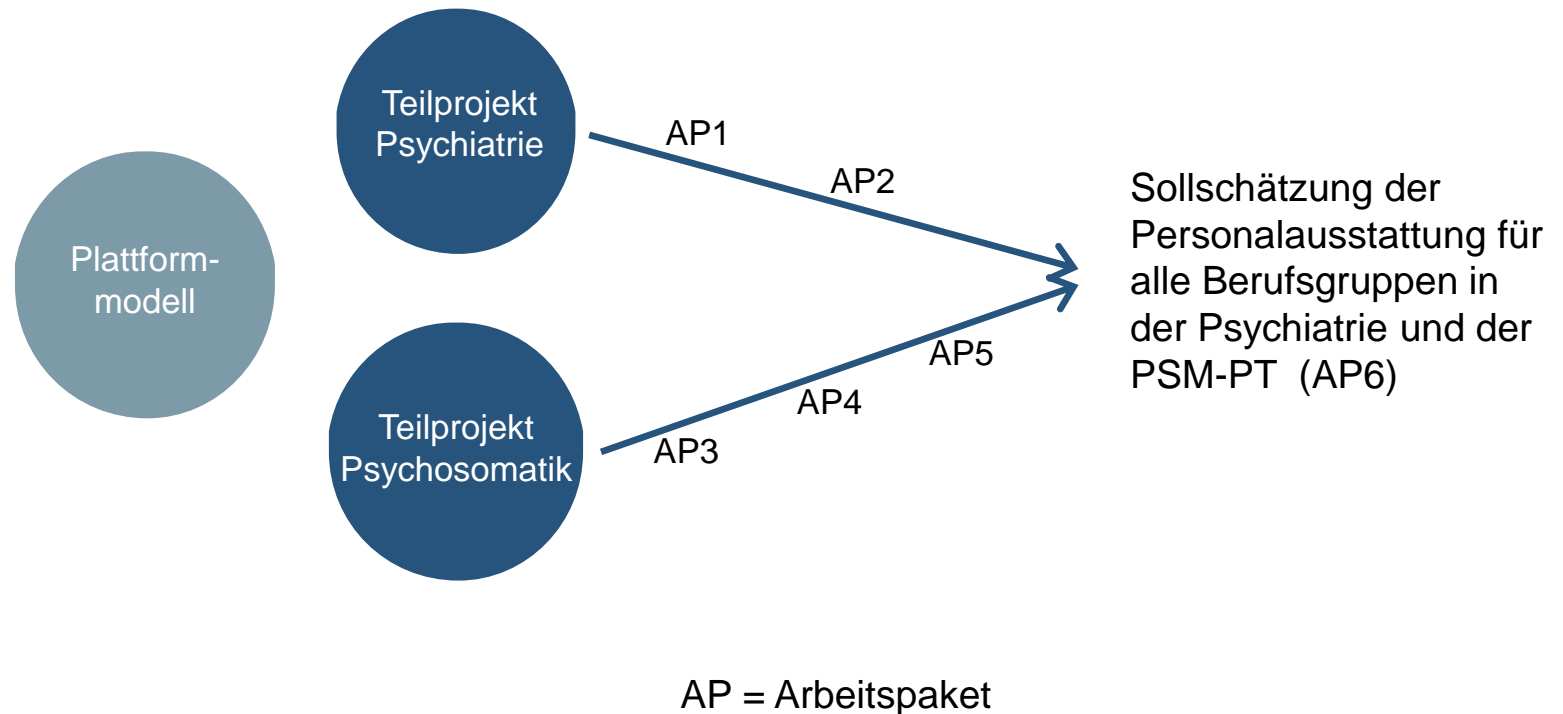 Plattform-
modell
Teilprojekt
Psychiatrie
Teilprojekt
Psychosomatik
AP1
AP2
AP3
AP4
AP5
Sollschätzung der
Personalausstattung für
alle Berufsgruppen in
der Psychiatrie und der
PSM-PT (AP6)
AP = Arbeitspaket